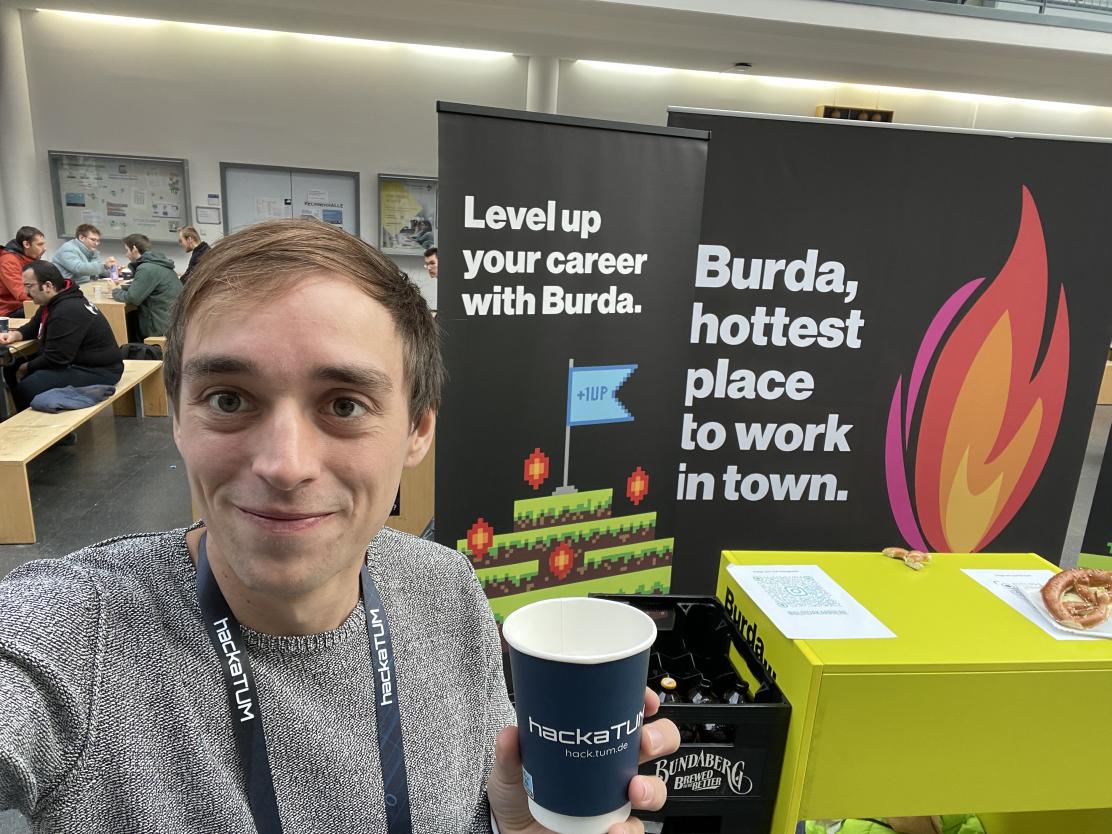 Level up
your career
with Burda.
+1UP
Burda,
hottest
place
to work
in town.
hackaTUM
hackaTUM
hackaTUM
hack.tum.de
Burda
BUNDABERG
BREWED
BETTER